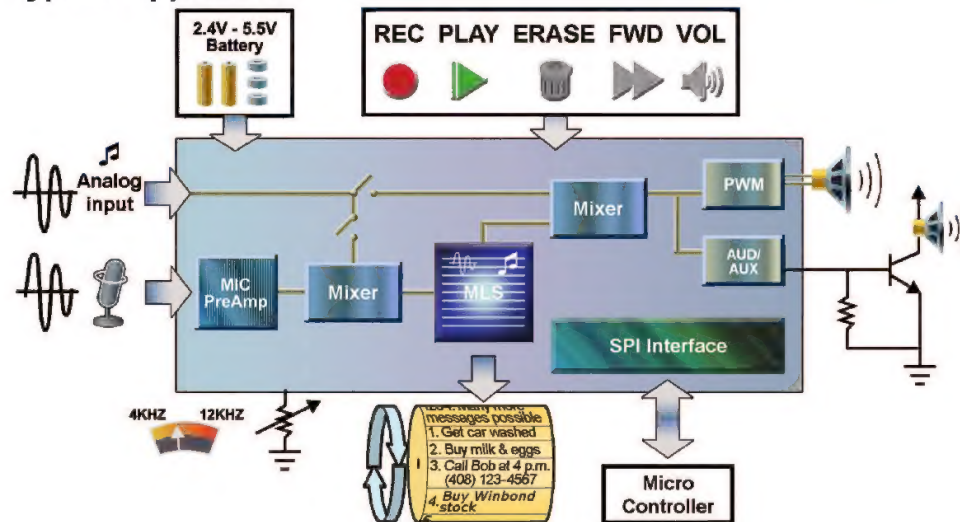 2.4V - 5.5V
Battery
REC PLAY ERASE FWD VOL
Analog
input
MIC
PreAmp
Mixer
MLS
Mixer
PWM
AUD/
AUX
SPI Interface
4KHZ 12KHZ
messages possible
1. Get car washed
2. Buy milk & eggs
3. Call Bob at 4 p.m.
(408) 123-4567
4. Buy Winbond
stock
Micro
Controller